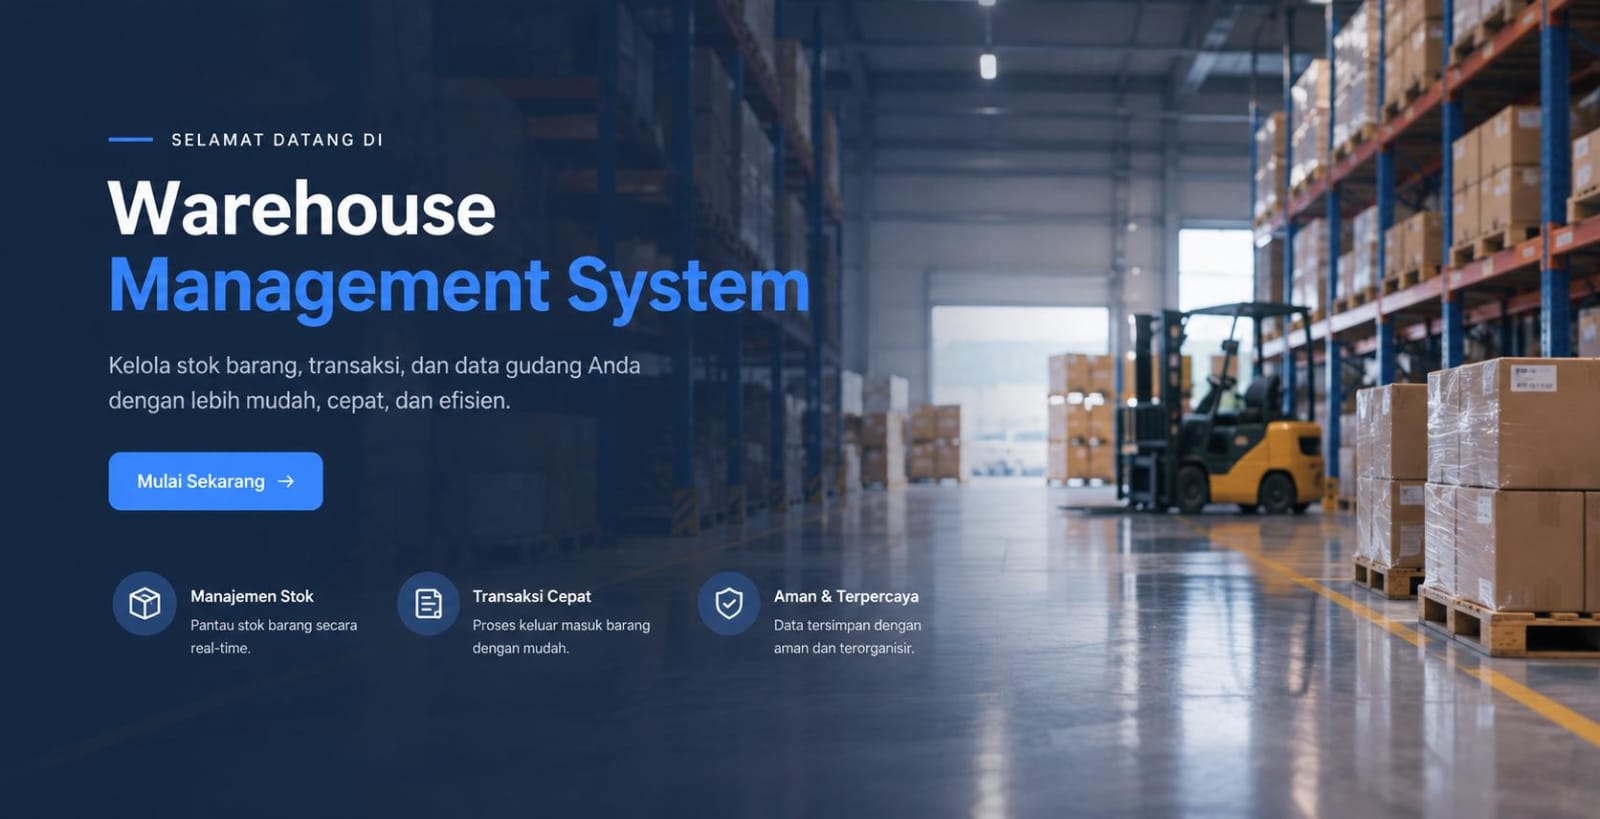 SELAMAT DATANG DI
Warehouse
Management System
Kelola stok barang, transaksi, dan data gudang Anda
dengan lebih mudah, cepat, dan efisien.
Mulai Sekarang →
Manajemen Stok
Pantau stok barang secara
real-time.
Transaksi Cepat
Proses keluar masuk barang
dengan mudah.
Aman & Terpercaya
Data tersimpan dengan
aman dan terorganisir.